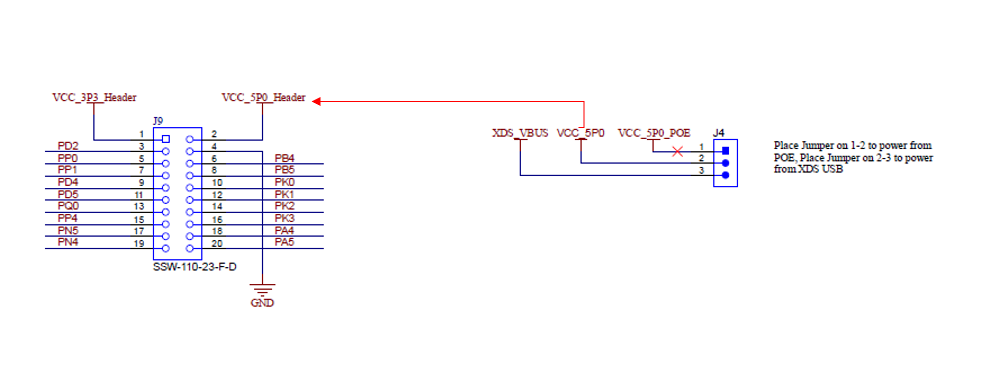 VCC_3P3_Header
VCC_5P0_Header
J9
1 2
PD2 3 4
PP0 5 6 PB4
PP1 7 8 PB5
PD4 9 10 PK0
PD5 11 12 PK1
PQ0 13 14 PK2
PP4 15 16 PK3
PN5 17 18 PA4
PN4 19 20 PA5
SSW-110-23-F-D
GND
XDS_VBUS VCC_5P0 VCC_5P0_POE
J4
1
2
3
Place Jumper on 1-2 to power from
POE, Place Jumper on 2-3 to power
from XDS USB